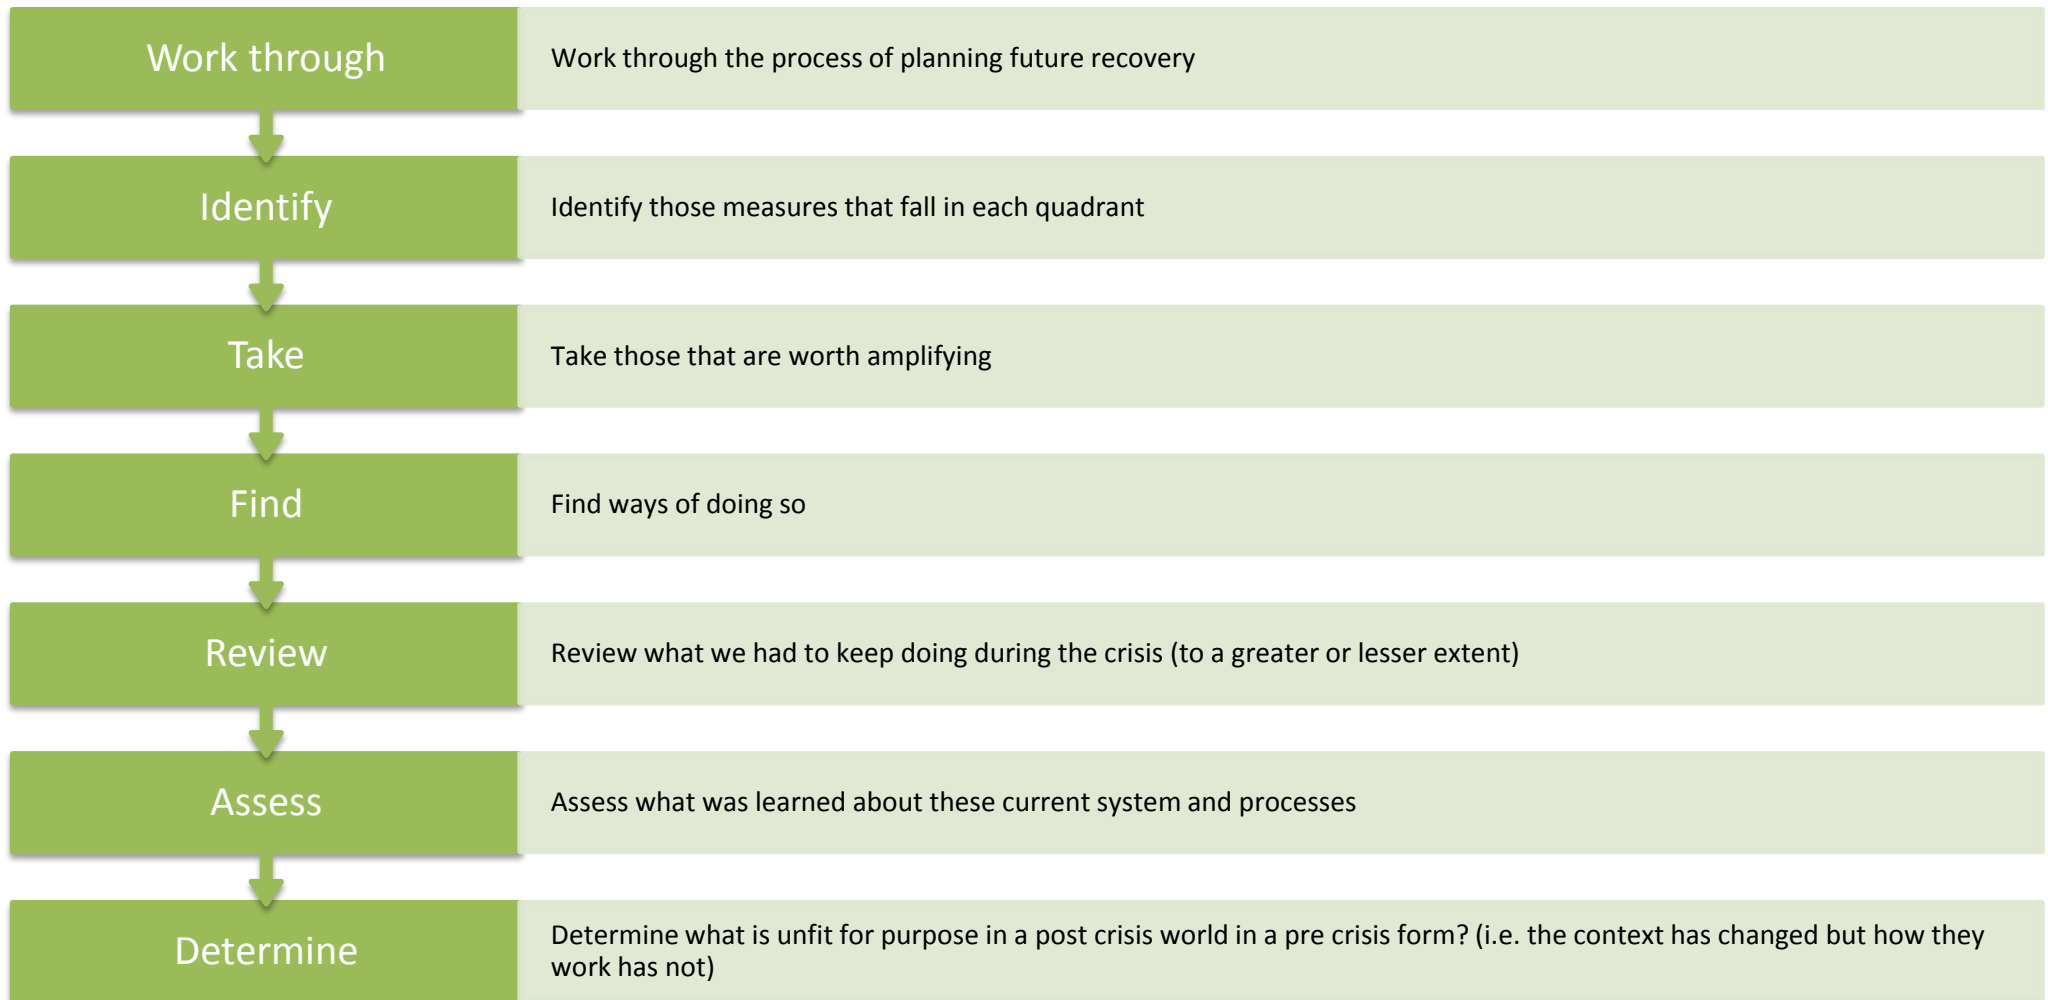 Work through
Work through the process of planning future recovery
Identify
Identify those measures that fall in each quadrant
Take
Take those that are worth amplifying
Find
Find ways of doing so
Review
Review what we had to keep doing during the crisis (to a greater or lesser extent)
Assess
Assess what was learned about these current system and processes
Determine
Determine what is unfit for purpose in a post crisis world in a pre crisis form? (i.e. the context has changed but how they
work has not)